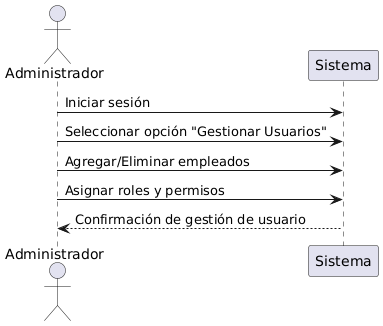 Administrador
Sistema
Iniciar sesión
Seleccionar opción "Gestionar Usuarios"
Agregar/Eliminar empleados
Asignar roles y permisos
Confirmación de gestión de usuario
Administrador
Sistema